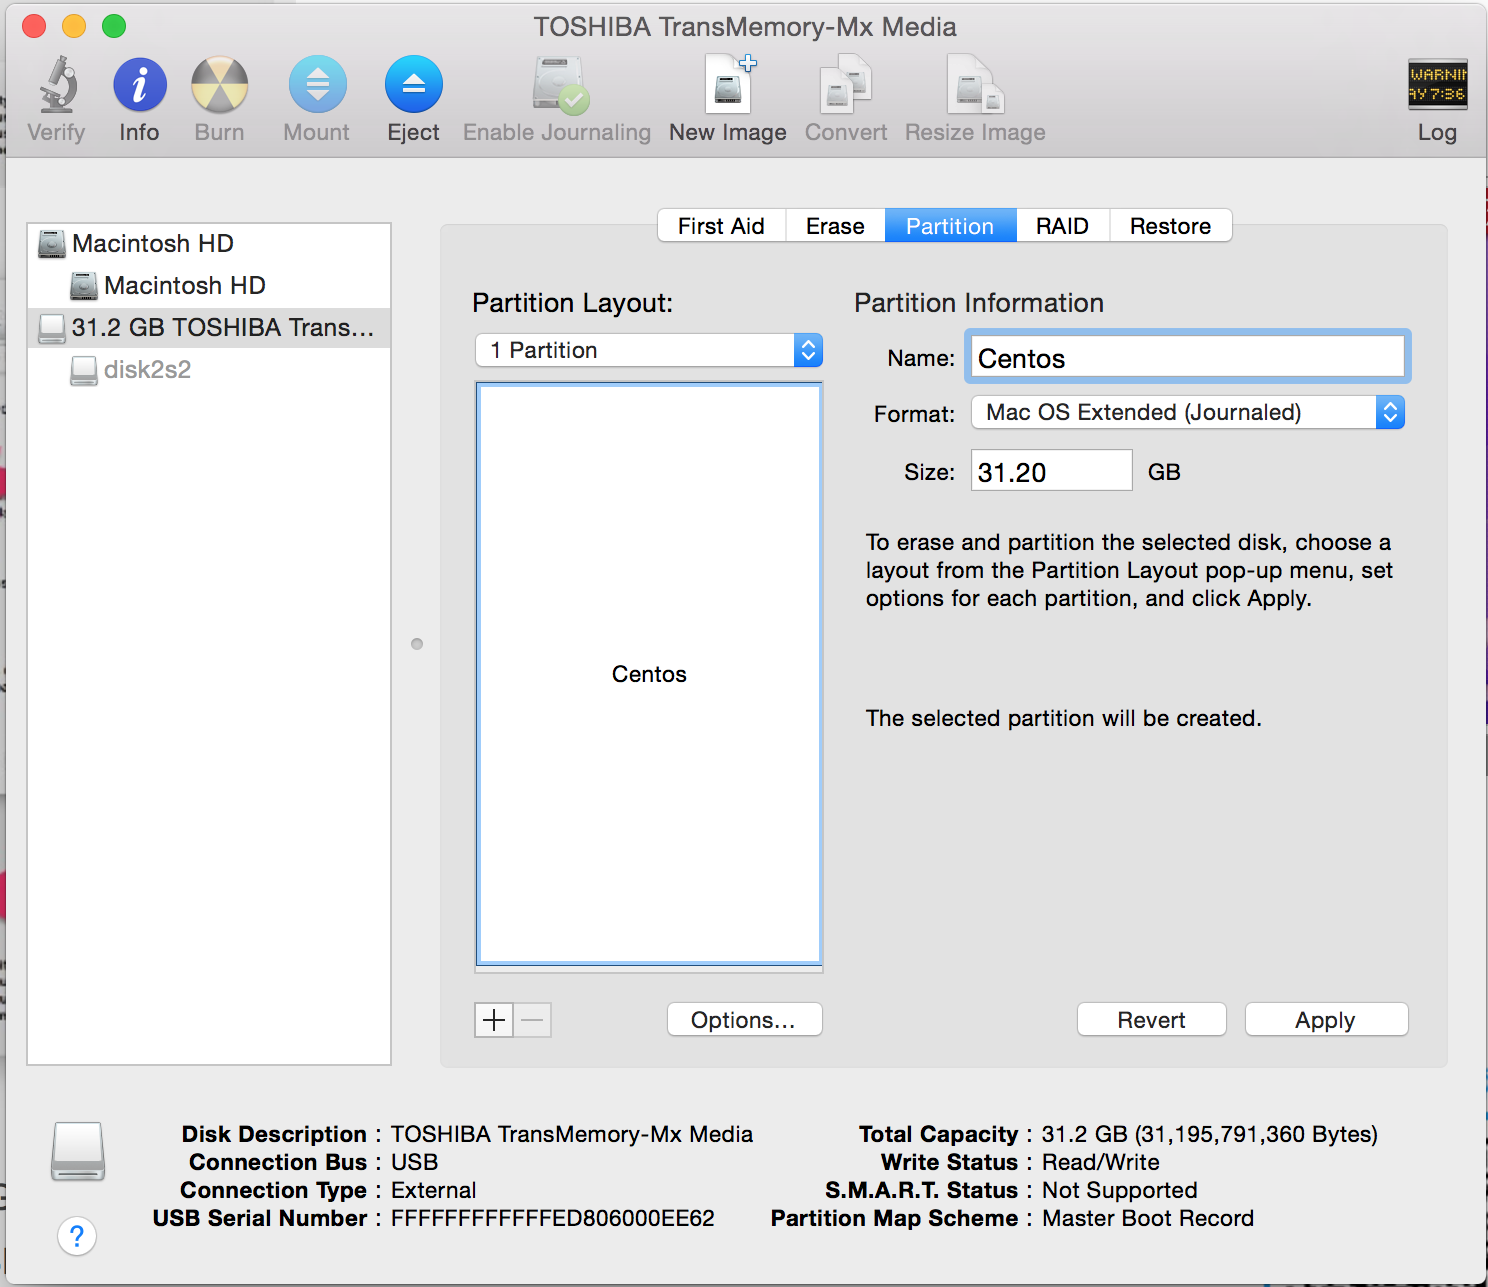 TOSHIBA TransMemory-Mx Media
Verify Info Burn Mount Eject Enable Journaling New Image Convert Resize Image Log
WARNIN
AY 7:36
First Aid Erase Partition RAID Restore
Macintosh HD
Macintosh HD
31.2 GB TOSHIBA Trans...
disk2s2
Partition Layout:
1 Partition
Centos
Options...
Partition Information
Name: Centos
Format: Mac OS Extended (Journaled)
Size: 31.20 GB
To erase and partition the selected disk, choose a
layout from the Partition Layout pop-up menu, set
options for each partition, and click Apply.
The selected partition will be created.
Revert Apply
Disk Description : TOSHIBA TransMemory-Mx Media
Connection Bus : USB
Connection Type : External
USB Serial Number : FFFFFFFFFFFFED806000EE62
Total Capacity : 31.2 GB (31,195,791,360 Bytes)
Write Status : Read/Write
S.M.A.R.T. Status : Not Supported
Partition Map Scheme : Master Boot Record
?